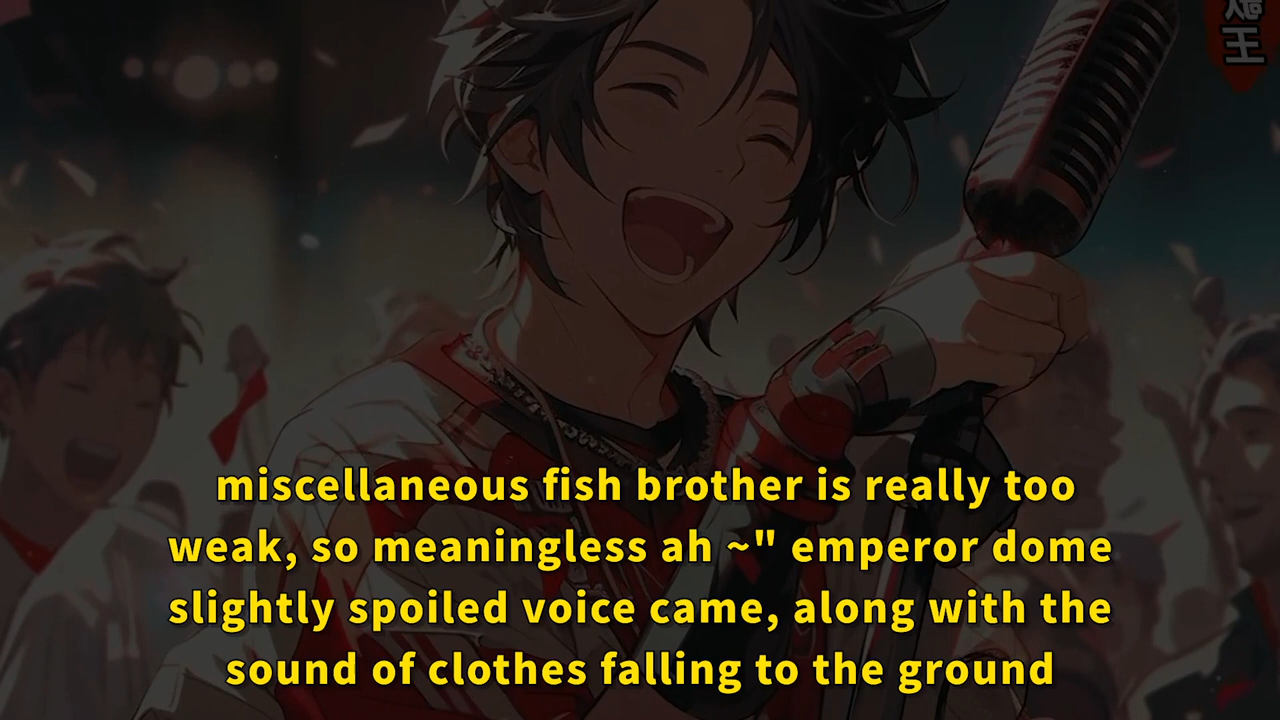 王
miscellaneous fish brother is really too
weak, so meaningless ah ~" emperor dome
slightly spoiled voice came, along with the
sound of clothes falling to the ground